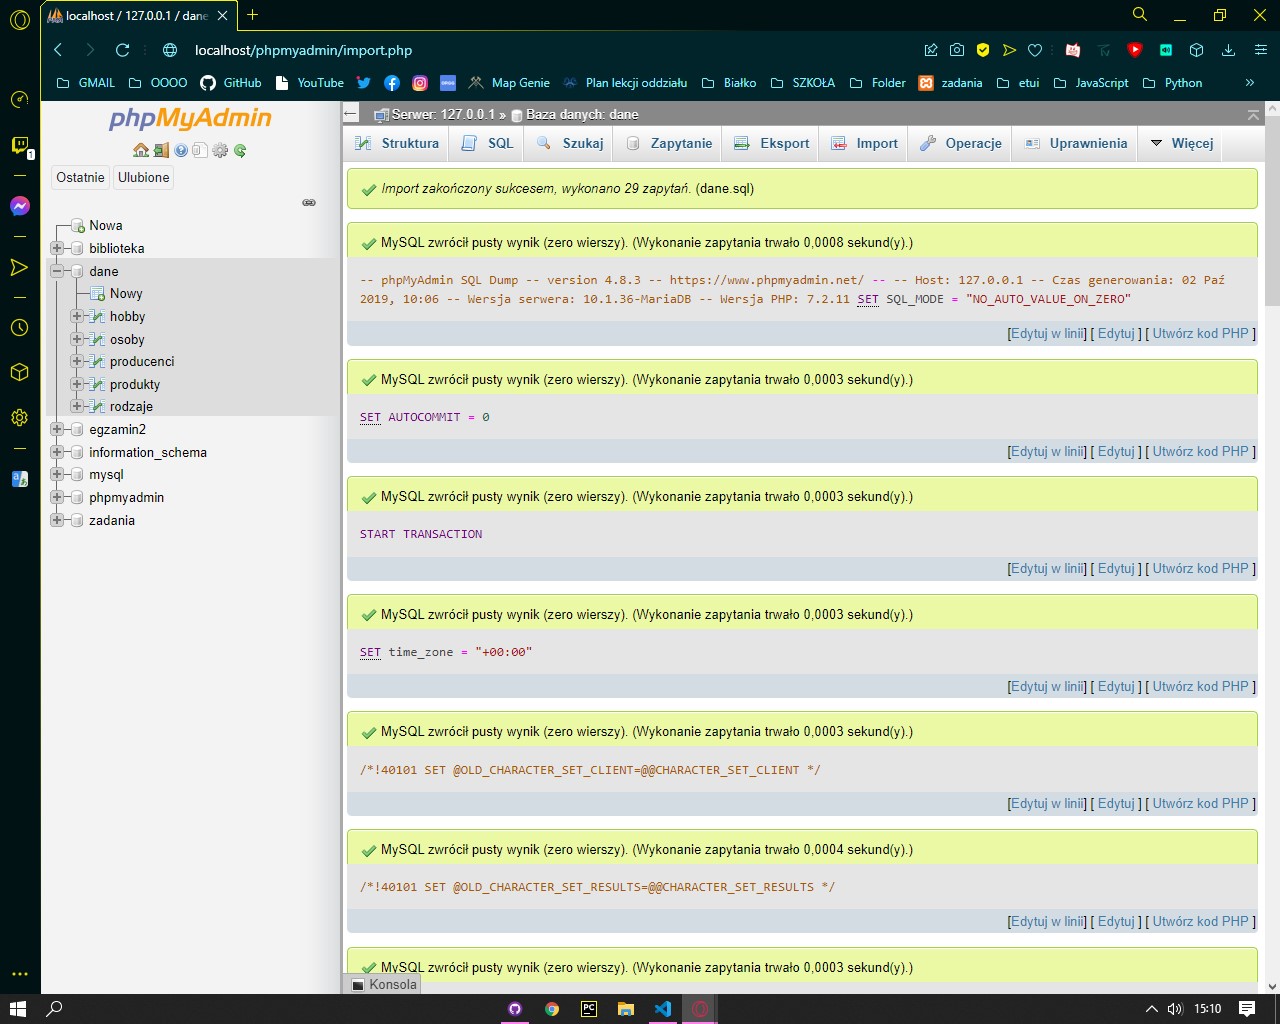 localhost / 127.0.0.1 / dane
localhost/phpmyadmin/import.php
GMAIL
OOOO
GitHub
YouTube
Map Genie
Plan lekcji oddziału
Białko
SZKOŁA
Folder
zadania
etui
JavaScript
Python
»
phpMyAdmin
Serwer: 127.0.0.1 » Baza danych: dane
Struktura
SQL
Szukaj
Zapytanie
Eksport
Import
Operacje
Uprawnienia
Więcej
1
Ostatnie
Ulubione
Nowa
biblioteka
dane
Nowy
hobby
osoby
producenci
produkty
rodzaje
egzamin2
information_schema
mysql
phpmyadmin
zadania
Import zakończony sukcesem, wykonano 29 zapytań. (dane.sql)
MySQL zwrócił pusty wynik (zero wierszy). (Wykonanie zapytania trwało 0,0008 sekund(y).)
-- phpMyAdmin SQL Dump -- version 4.8.3 -- https://www.phpmyadmin.net/ -- -- Host: 127.0.0.1 -- Czas generowania: 02 Paź
2019, 10:06 -- Wersja serwera: 10.1.36-MariaDB -- Wersja PHP: 7.2.11 SET SQL_MODE = "NO_AUTO_VALUE_ON_ZERO"
[Edytuj w linii] [ Edytuj ] [ Utwórz kod PHP ]
MySQL zwrócił pusty wynik (zero wierszy). (Wykonanie zapytania trwało 0,0003 sekund(y).)
SET AUTOCOMMIT = 0
[Edytuj w linii] [ Edytuj ] [ Utwórz kod PHP ]
MySQL zwrócił pusty wynik (zero wierszy). (Wykonanie zapytania trwało 0,0003 sekund(y).)
START TRANSACTION
[Edytuj w linii] [ Edytuj ] [ Utwórz kod PHP ]
MySQL zwrócił pusty wynik (zero wierszy). (Wykonanie zapytania trwało 0,0003 sekund(y).)
SET time_zone = "+00:00"
[Edytuj w linii] [ Edytuj ] [ Utwórz kod PHP ]
MySQL zwrócił pusty wynik (zero wierszy). (Wykonanie zapytania trwało 0,0003 sekund(y).)
/*!40101 SET @OLD_CHARACTER_SET_CLIENT=@@CHARACTER_SET_CLIENT */
[Edytuj w linii] [ Edytuj ] [ Utwórz kod PHP ]
MySQL zwrócił pusty wynik (zero wierszy). (Wykonanie zapytania trwało 0,0004 sekund(y).)
/*!40101 SET @OLD_CHARACTER_SET_RESULTS=@@CHARACTER_SET_RESULTS */
[Edytuj w linii] [ Edytuj ] [ Utwórz kod PHP ]
MySQL zwrócił pusty wynik (zero wierszy). (Wykonanie zapytania trwało 0,0003 sekund(y).)
Konsola
PC
15:10